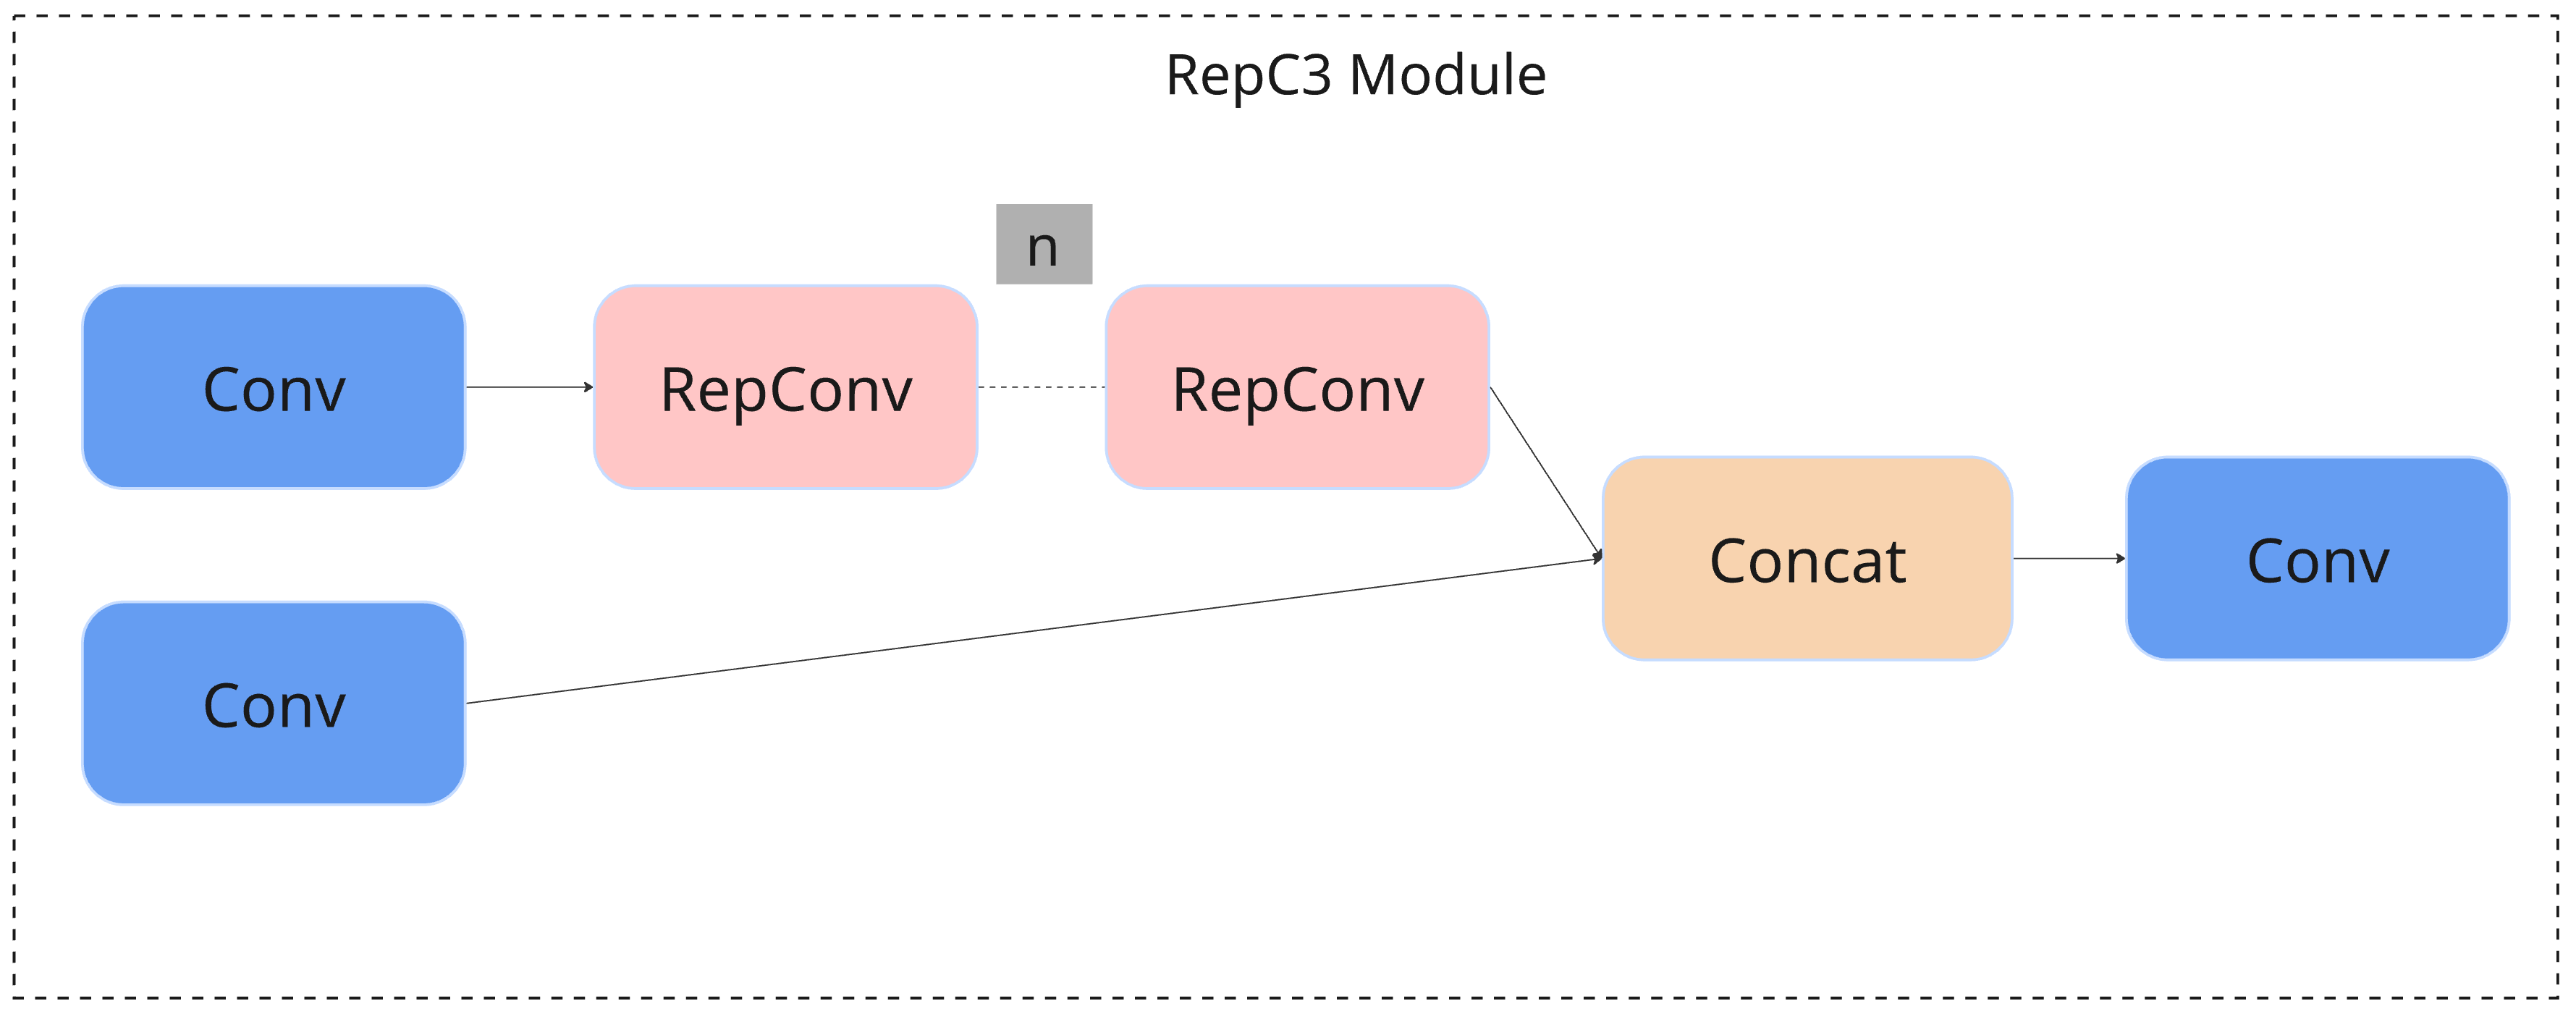 RepC3 Module
n
Conv
RepConv
RepConv
Concat
Conv
Conv